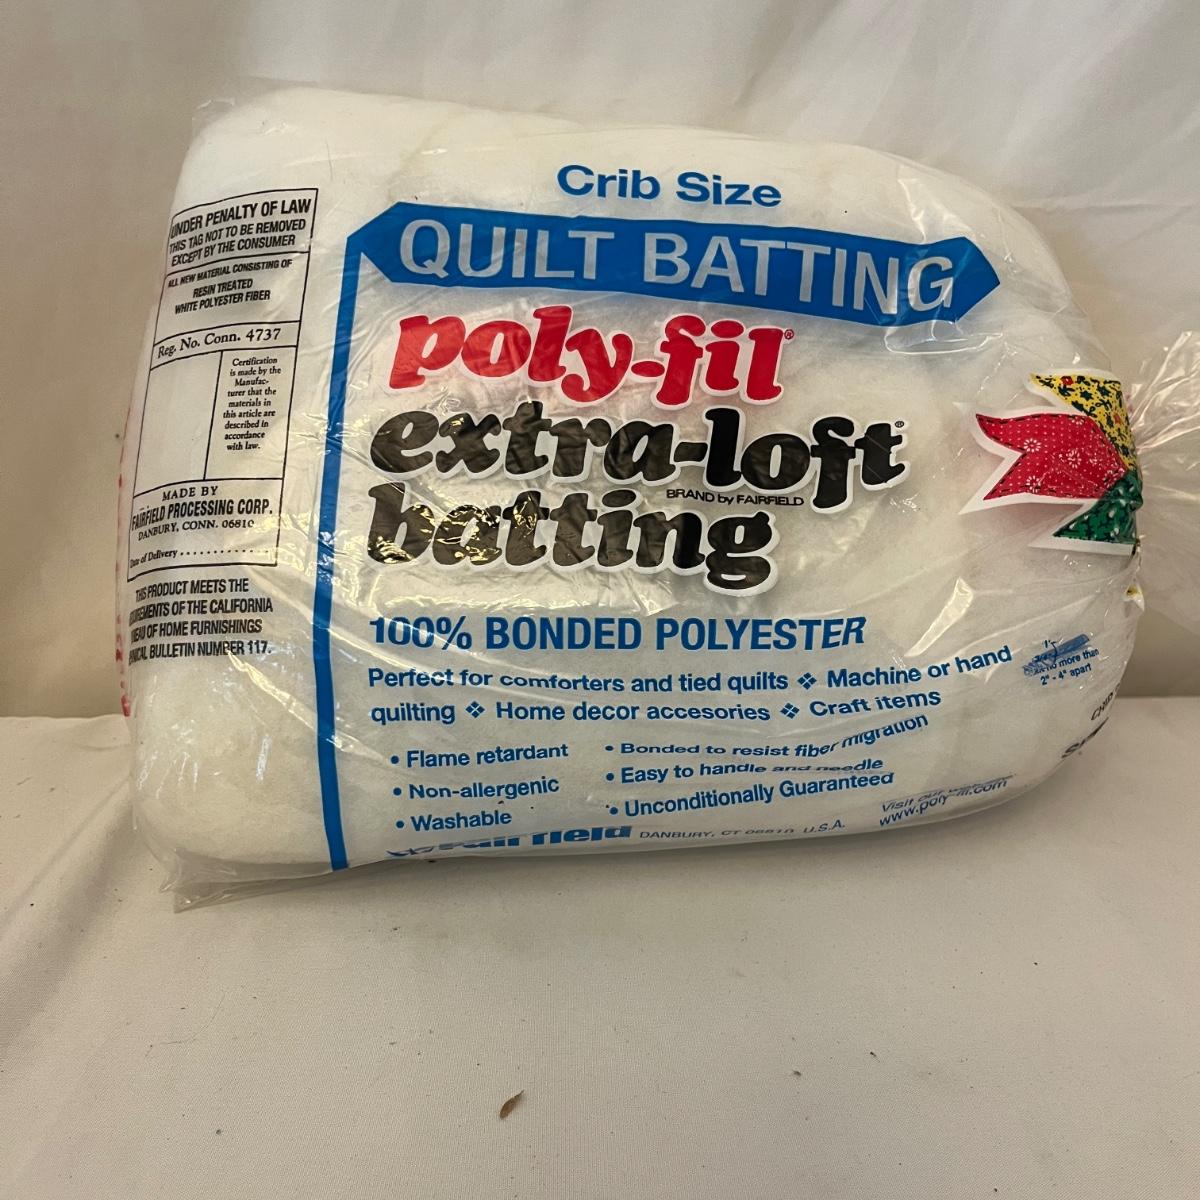 Crib Size
QUILT BATTING
poly-fil®
extra-loft®
BRAND by FAIRFIELD
batting
100% BONDED POLYESTER
Perfect for comforters and tied quilts ❖ Machine or hand
quilting ❖ Home decor accesories ❖ Craft items
• Flame retardant
• Non-allergenic
• Washable
• Bonded to resist fiber migration
• Easy to handle and needle
• Unconditionally Guaranteed
Fairfield DANBURY, CT 06810 U.S.A.
Visit our
www.poly-fil.com
UNDER PENALTY OF LAW
THIS TAG NOT TO BE REMOVED
EXCEPT BY THE CONSUMER
ALL NEW MATERIAL CONSISTING OF
RESIN TREATED
WHITE POLYESTER FIBER
Reg. No. Conn. 4737
Certification
is made by the
Manufac-
turer that the
materials in
this article are
described in
accordance
with law.
MADE BY
FAIRFIELD PROCESSING CORP.
DANBURY, CONN. 06810
Date of Delivery . . . . . . . . . . . .
THIS PRODUCT MEETS THE
OF THE CALIFORNIA
OF HOME FURNISHINGS
BULLETIN NUMBER 117.
no more than
2" - 4" apart